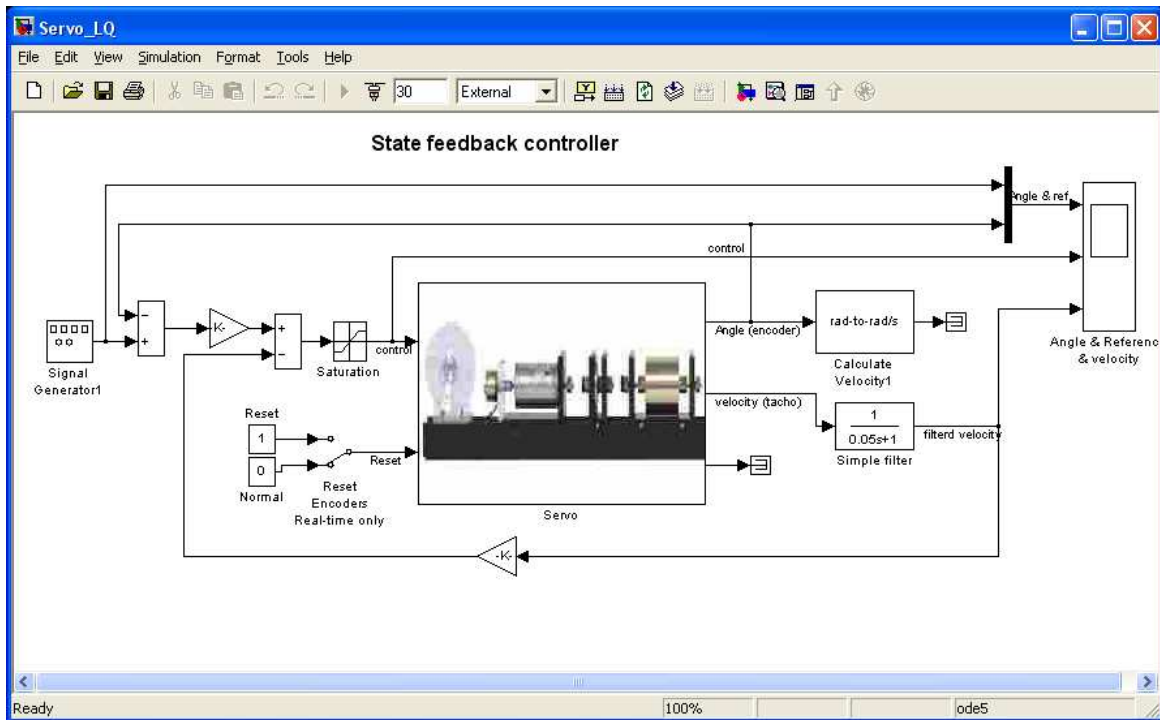 Servo_LQ
File Edit View Simulation Format Tools Help
30
External
State feedback controller
Angle & ref.
control
Signal
Generator1
−
+
K-
+
−
Saturation
control
Angle (encoder)
rad-to-rad/s
Calculate
Velocity1
Angle & Referenc
& velocity
velocity (tacho)
1
0.05s+1
Simple filter
filterd velocity
Reset
1
0
Normal
Reset
Reset
Encoders
Real-time only
Servo
-K-
Ready
100%
ode5